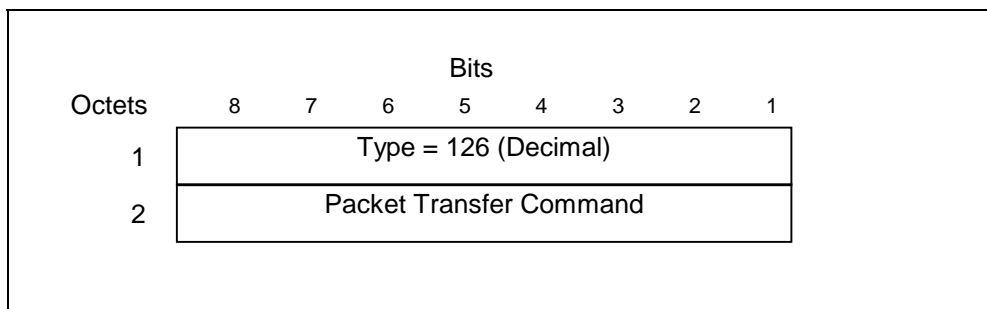 Bits
Octets 8 7 6 5 4 3 2 1
1 Type = 126 (Decimal)
2 Packet Transfer Command